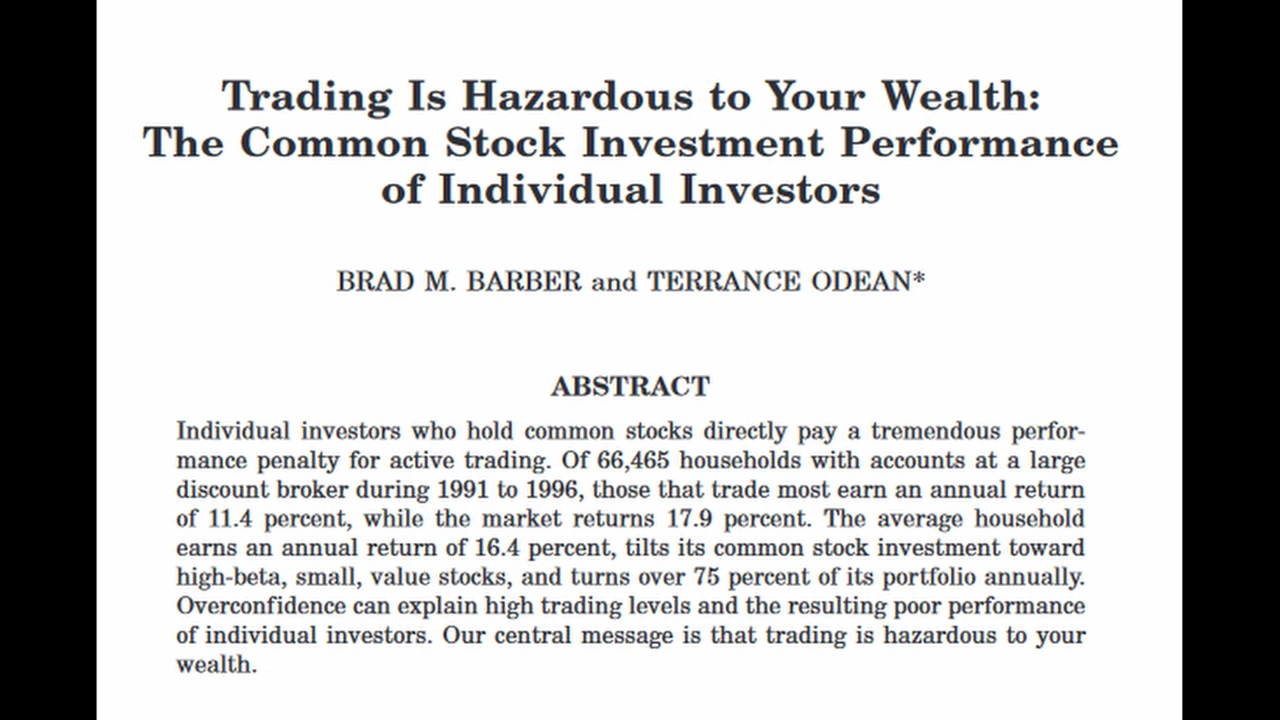 Trading Is Hazardous to Your Wealth:
The Common Stock Investment Performance
of Individual Investors
BRAD M. BARBER and TERRANCE ODEAN*
ABSTRACT
Individual investors who hold common stocks directly pay a tremendous perfor-
mance penalty for active trading. Of 66,465 households with accounts at a large
discount broker during 1991 to 1996, those that trade most earn an annual return
of 11.4 percent, while the market returns 17.9 percent. The average household
earns an annual return of 16.4 percent, tilts its common stock investment toward
high-beta, small, value stocks, and turns over 75 percent of its portfolio annually.
Overconfidence can explain high trading levels and the resulting poor performance
of individual investors. Our central message is that trading is hazardous to your
wealth.